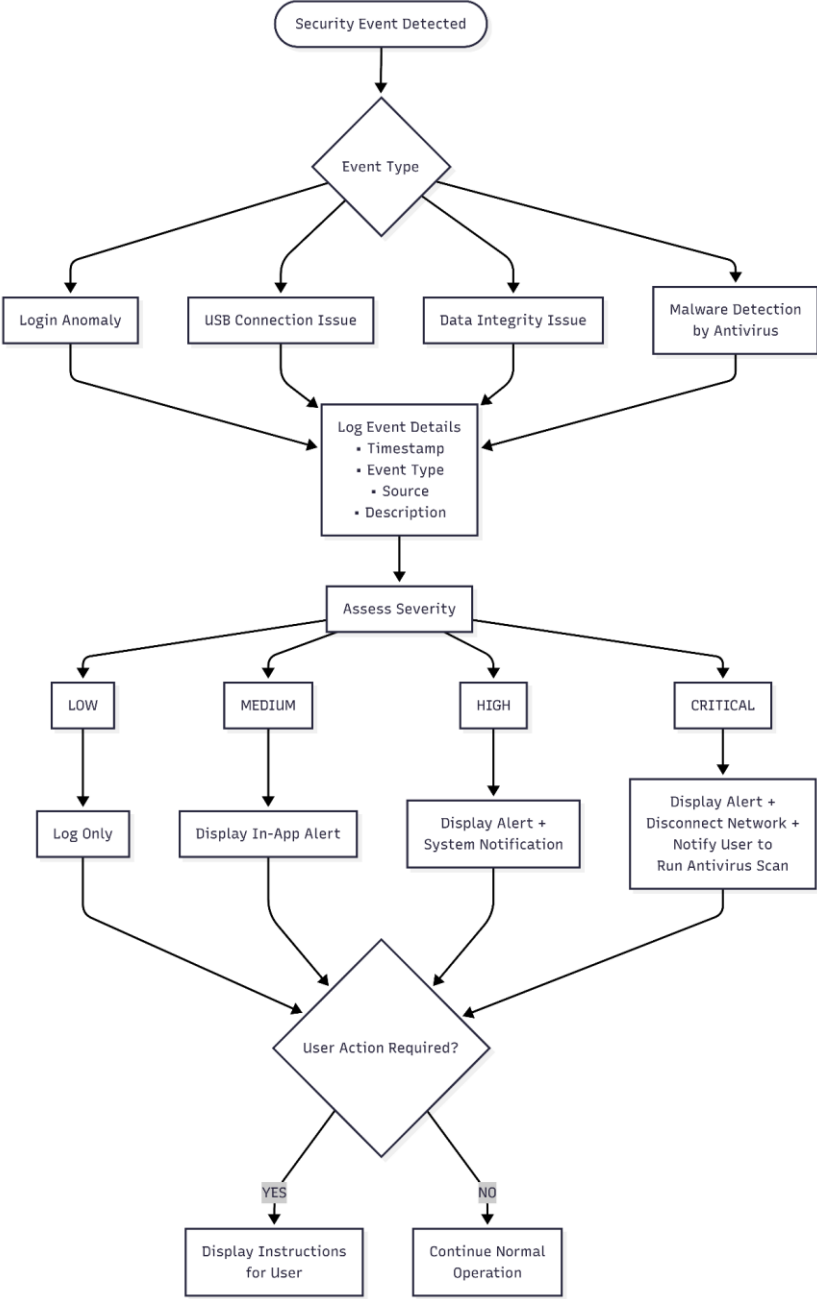 Security Event Detected
Event Type
Login Anomaly
USB Connection Issue
Data Integrity Issue
Malware Detection
by Antivirus
Log Event Details
▪ Timestamp
▪ Event Type
▪ Source
▪ Description
Assess Severity
LOW
MEDIUM
HIGH
CRITICAL
Log Only
Display In-App Alert
Display Alert +
System Notification
Display Alert +
Disconnect Network +
Notify User to
Run Antivirus Scan
User Action Required?
YES
NO
Display Instructions
for User
Continue Normal
Operation